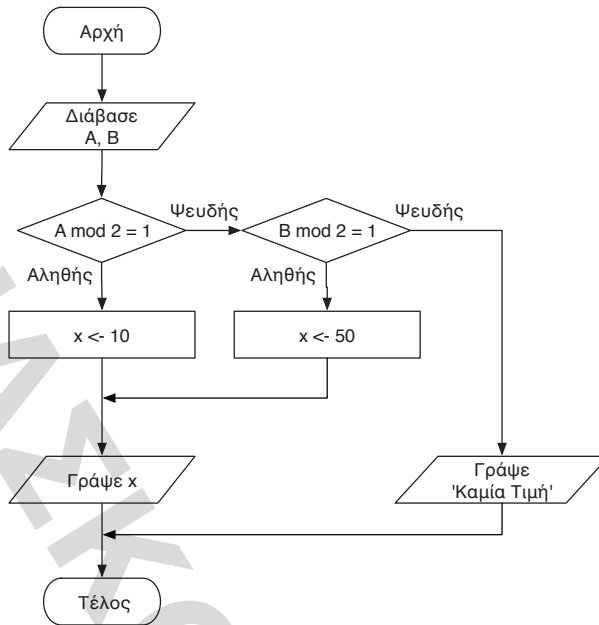 Αρχή
Διάβασε
Α, Β
A mod 2 = 1
Ψευδής
B mod 2 = 1
Ψευδής
Αληθής
Αληθής
x <- 10
x <- 50
Γράψε x
Γράψε
'Καμία Τιμή'
Τέλος